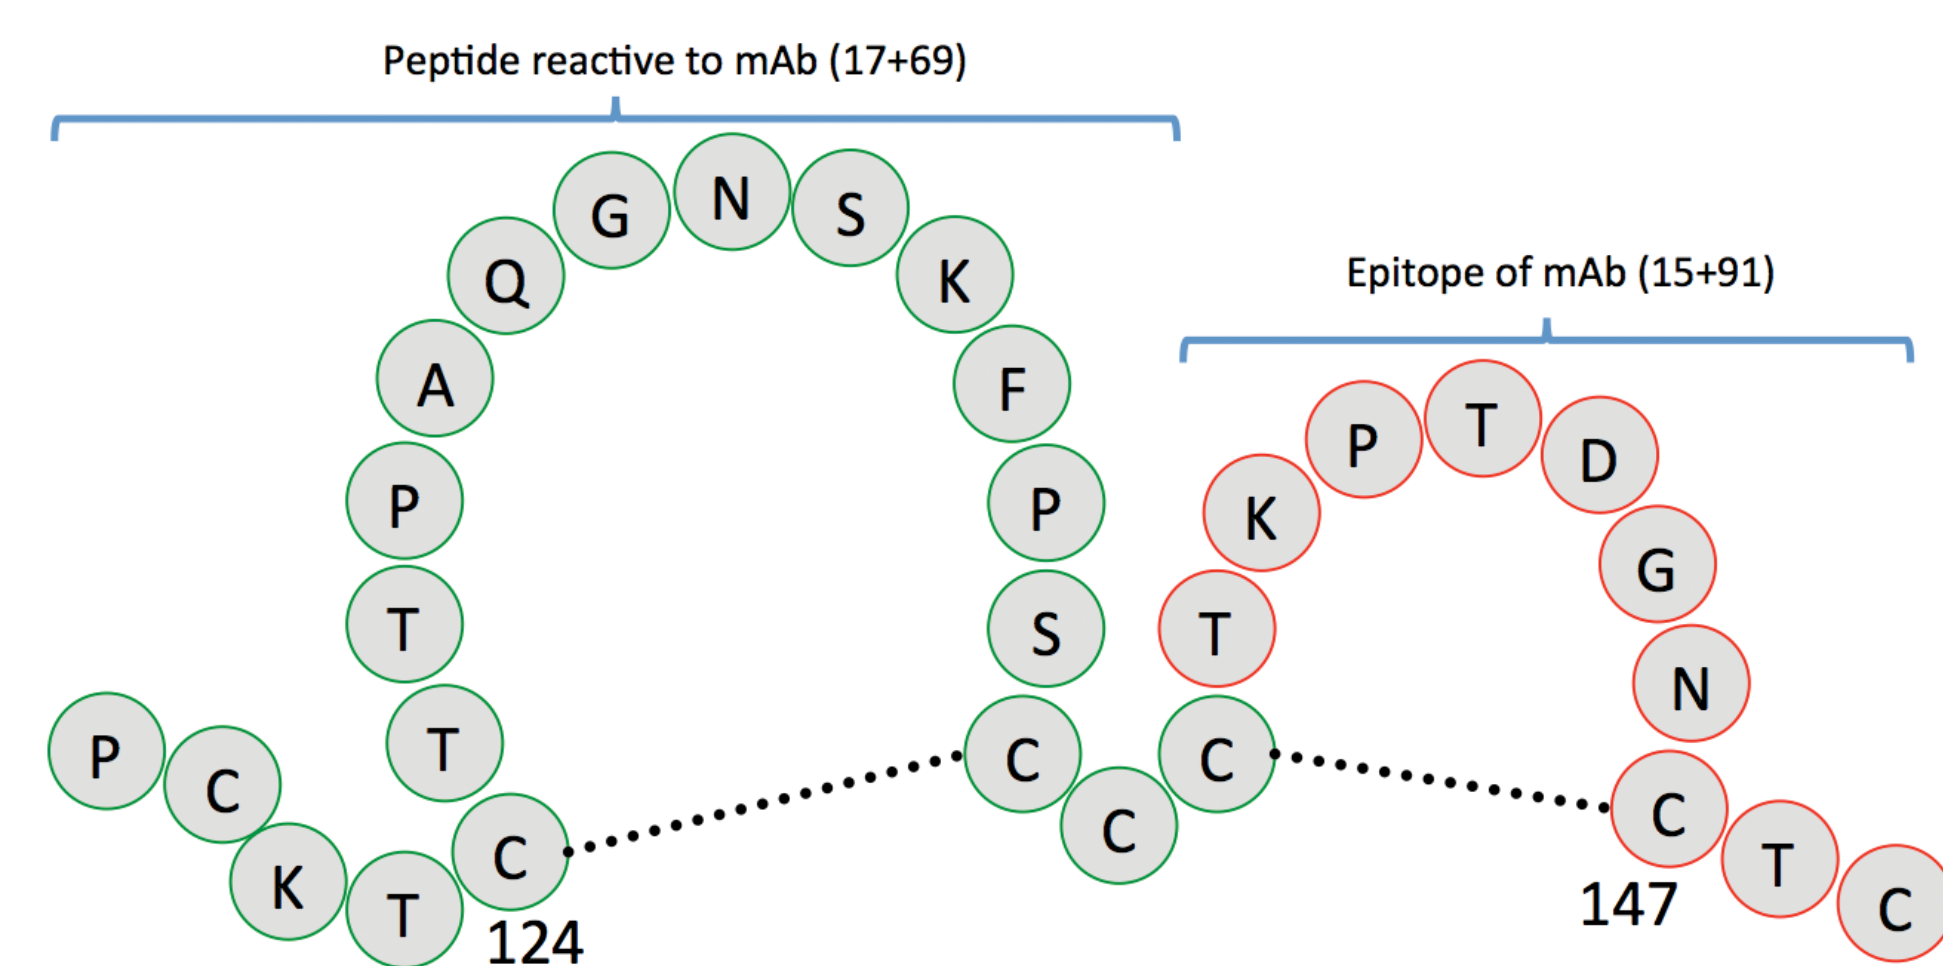 Peptide reactive to mAb (17+69)
Epitope of mAb (15+91)
P C K T C T T P A Q G N S K F P S C C C T K P T D G N C T C
124
147